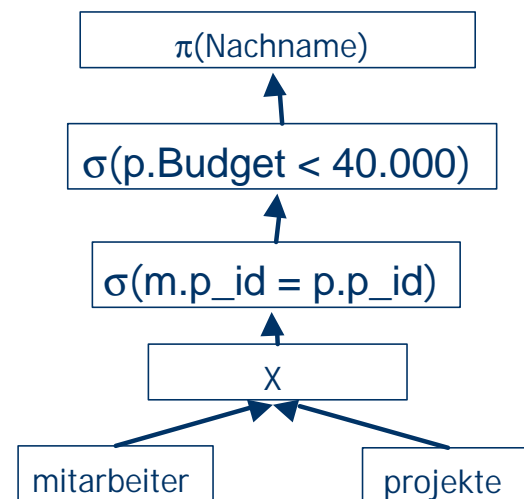 π(Nachname)
σ(p.Budget < 40.000)
σ(m.p_id = p.p_id)
X
mitarbeiter
projekte